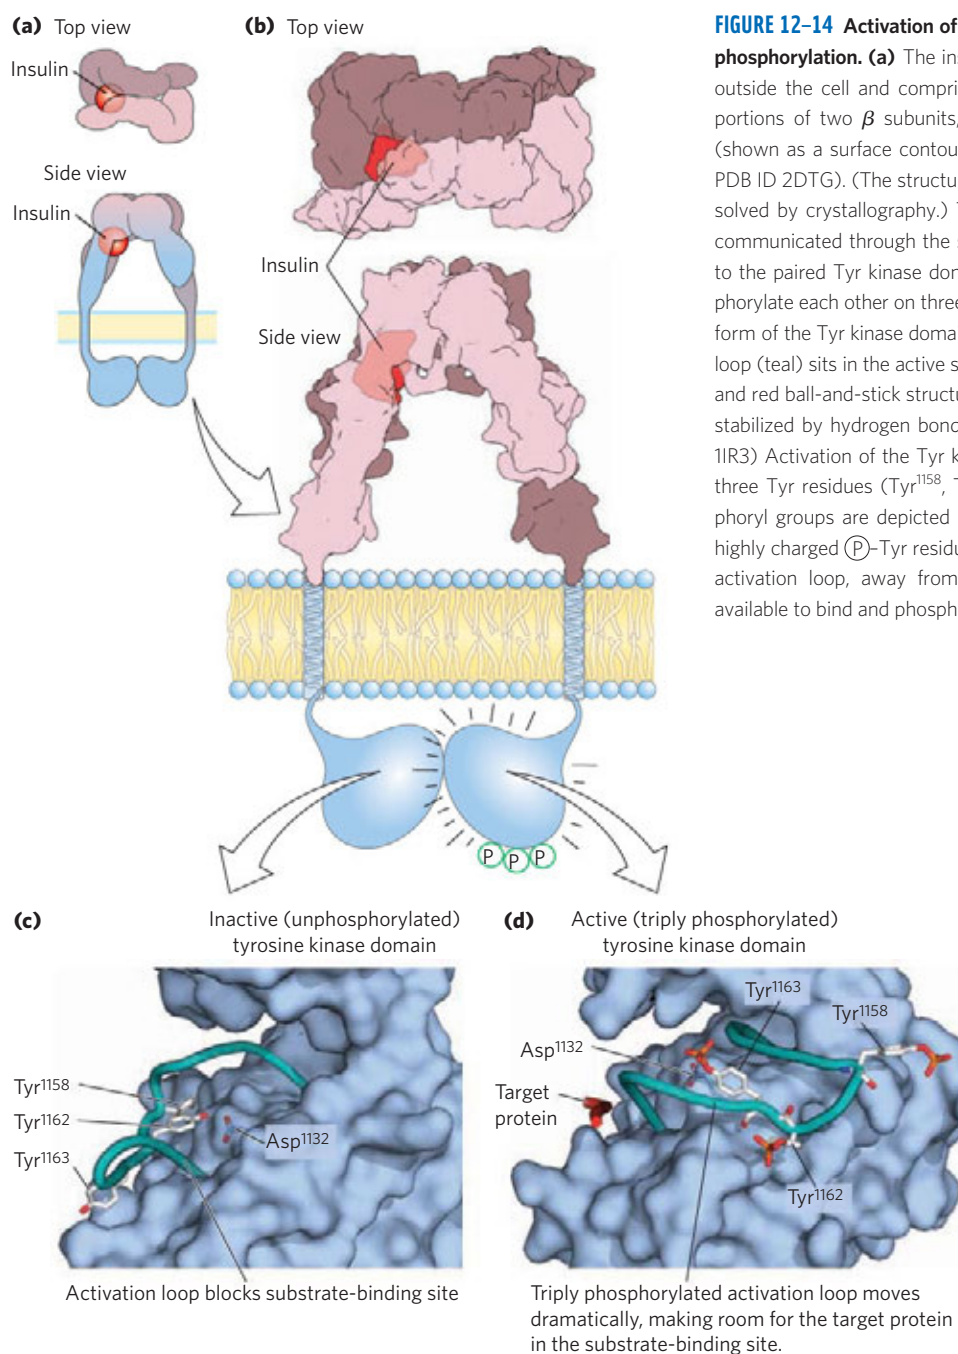 (a) Top view
Insulin
Side view
Insulin
(b) Top view
Insulin
Side view
P P P
FIGURE 12–14 Activation of
phosphorylation. (a) The ins
outside the cell and compri
portions of two β subunits,
(shown as a surface contou
PDB ID 2DTG). (The structu
solved by crystallography.) T
communicated through the s
to the paired Tyr kinase don
phorylate each other on three
form of the Tyr kinase doma
loop (teal) sits in the active s
and red ball-and-stick structu
stabilized by hydrogen bond
1IR3) Activation of the Tyr k
three Tyr residues (Tyr¹¹⁵⁸, T
phoryl groups are depicted
highly charged Ⓟ–Tyr residu
activation loop, away from
available to bind and phosph
(c) Inactive (unphosphorylated)
tyrosine kinase domain
Tyr¹¹⁵⁸
Tyr¹¹⁶²
Tyr¹¹⁶³
Asp¹¹³²
Activation loop blocks substrate-binding site
(d) Active (triply phosphorylated)
tyrosine kinase domain
Tyr¹¹⁶³
Tyr¹¹⁵⁸
Asp¹¹³²
Target
protein
Tyr¹¹⁶²
Triply phosphorylated activation loop moves
dramatically, making room for the target protein
in the substrate-binding site.